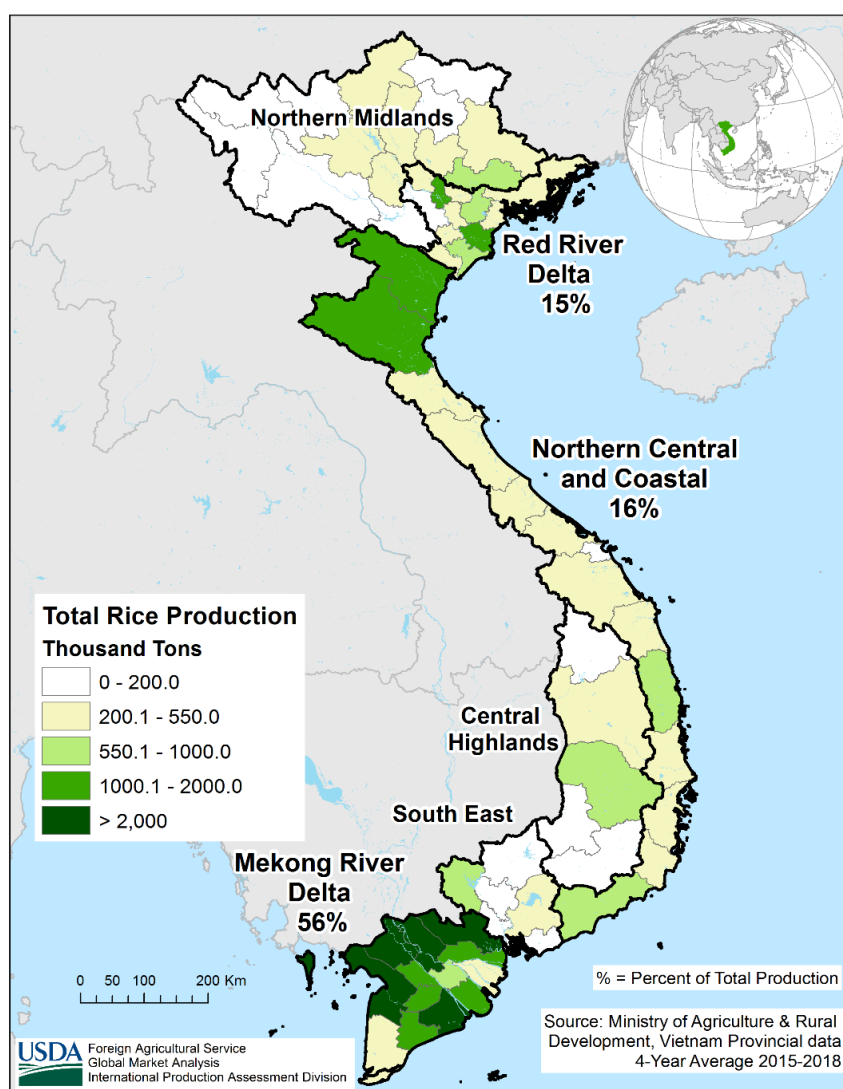 Northern Midlands
Red River
Delta
15%
Northern Central
and Coastal
16%
Total Rice Production
Thousand Tons
0 - 200.0
200.1 - 550.0
550.1 - 1000.0
1000.1 - 2000.0
> 2,000
Central
Highlands
South East
Mekong River
Delta
56%
0 50 100 200 Km
% = Percent of Total Production
Source: Ministry of Agriculture & Rural
Development, Vietnam Provincial data
4-Year Average 2015-2018
USDA
Foreign Agricultural Service
Global Market Analysis
International Production Assessment Division